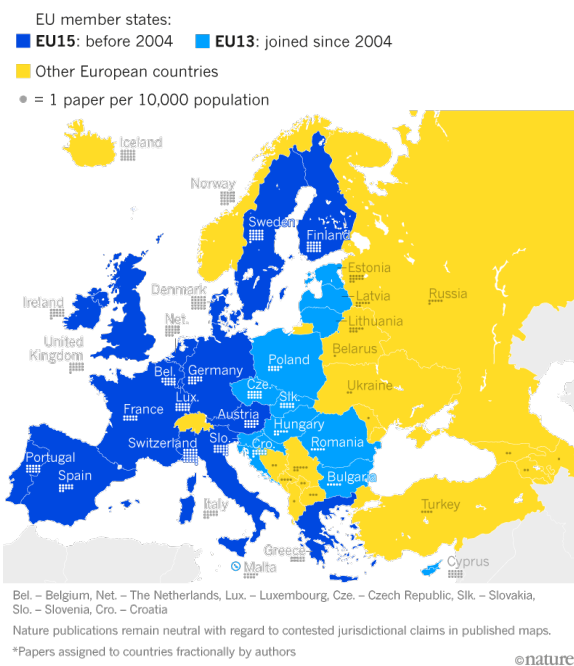 EU member states:
EU15: before 2004 EU13: joined since 2004
Other European countries
= 1 paper per 10,000 population
Iceland
Norway
Sweden
Finland
Estonia
Denmark
Latvia
Russia
Ireland
Net.
Lithuania
United
Kingdom
Belarus
Poland
Bel.
Germany
Cze.
Ukraine
Lux.
Slk.
France
Austria
Hungary
Switzerland
Slo.
Cro.
Romania
Portugal
Spain
Bulgaria
Italy
Turkey
Greece
Malta
Cyprus
Bel. – Belgium, Net. – The Netherlands, Lux. – Luxembourg, Cze. – Czech Republic, Slk. – Slovakia,
Slo. – Slovenia, Cro. – Croatia
Nature publications remain neutral with regard to contested jurisdictional claims in published maps.
*Papers assigned to countries fractionally by authors
©nature